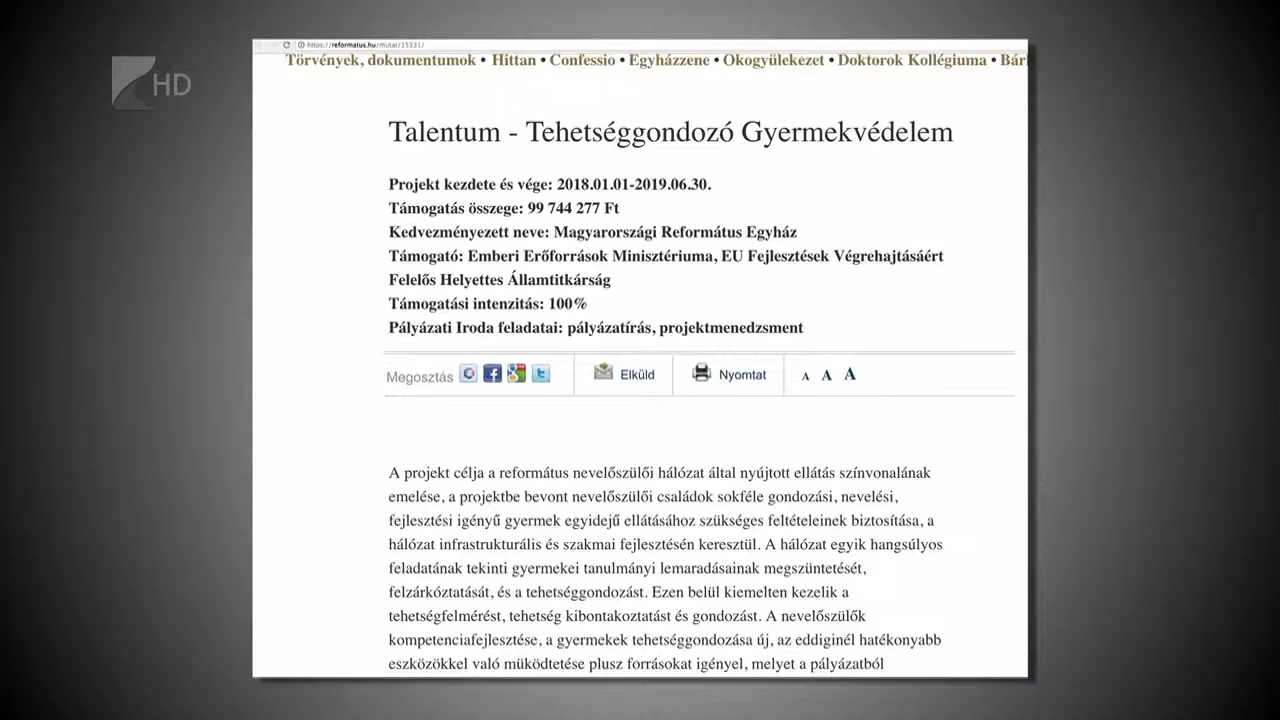 HD
https://reformatus.hu/mutat/15331/
Törvények, dokumentumok • Hittan • Confessio • Egyházzene • Okogyülekezet • Doktorok Kollégiuma • Bár
Talentum - Tehetséggondozó Gyermekvédelem
Projekt kezdete és vége: 2018.01.01-2019.06.30.
Támogatás összege: 99 744 277 Ft
Kedvezményezett neve: Magyarországi Református Egyház
Támogató: Emberi Erőforrások Minisztériuma, EU Fejlesztések Végrehajtásáért
Felelős Helyettes Államtitkárság
Támogatási intenzitás: 100%
Pályázati Iroda feladatai: pályázatírás, projektmenedzsment
Megosztás Elküld Nyomtat A A A
A projekt célja a református nevelőszülői hálózat által nyújtott ellátás színvonalának
emelése, a projektbe bevont nevelőszülői családok sokféle gondozási, nevelési,
fejlesztési igényű gyermek egyidejű ellátásához szükséges feltételeinek biztosítása, a
hálózat infrastrukturális és szakmai fejlesztésén keresztül. A hálózat egyik hangsúlyos
feladatának tekinti gyermekei tanulmányi lemaradásainak megszüntetését,
felzárkóztatását, és a tehetséggondozást. Ezen belül kiemelten kezelik a
tehetségfelmérést, tehetség kibontakoztatást és gondozást. A nevelőszülők
kompetenciafejlesztése, a gyermekek tehetséggondozása új, az eddiginél hatékonyabb
eszközökkel való müködtetése plusz forrásokat igényel, melyet a pályázatból